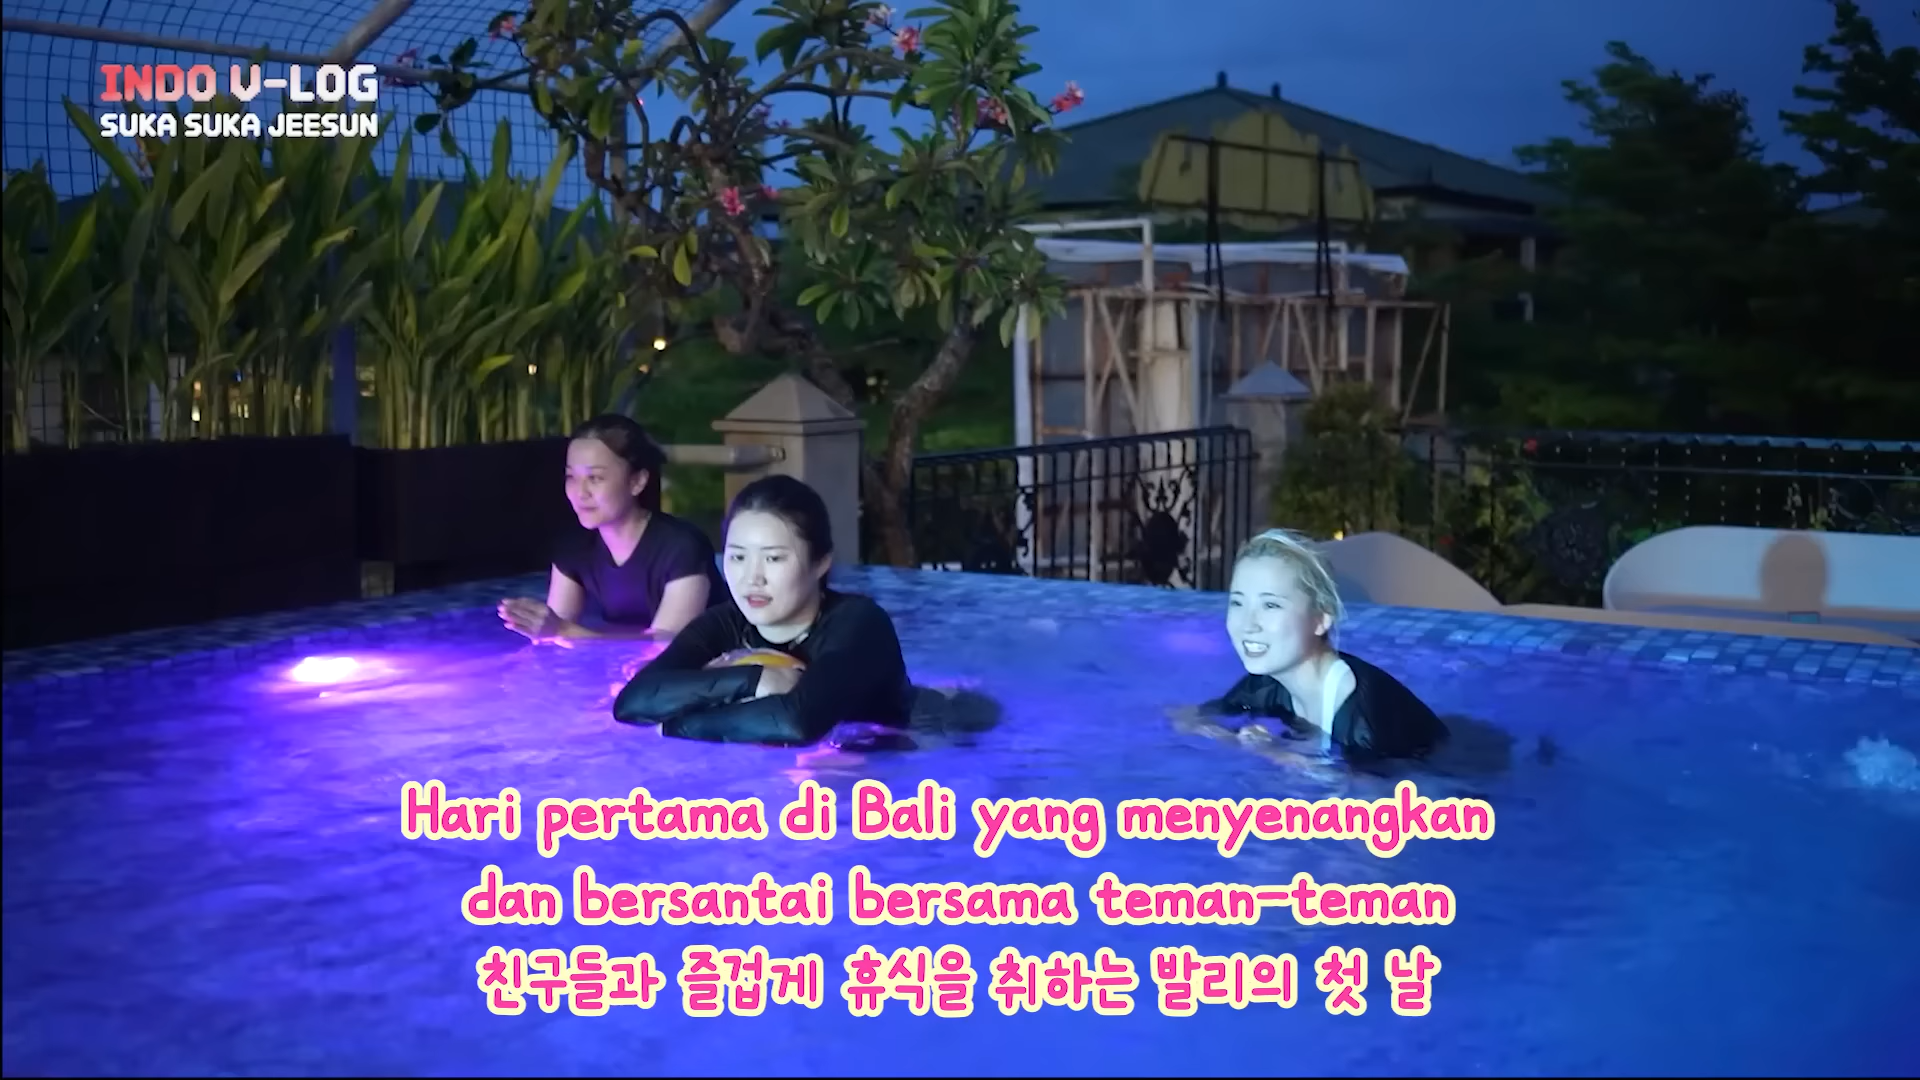 INDO V-LOG
SUKA SUKA JEESUN
Hari pertama di Bali yang menyenangkan
dan bersantai bersama teman-teman
친구들과 즐겁게 휴식을 취하는 발리의 첫 날